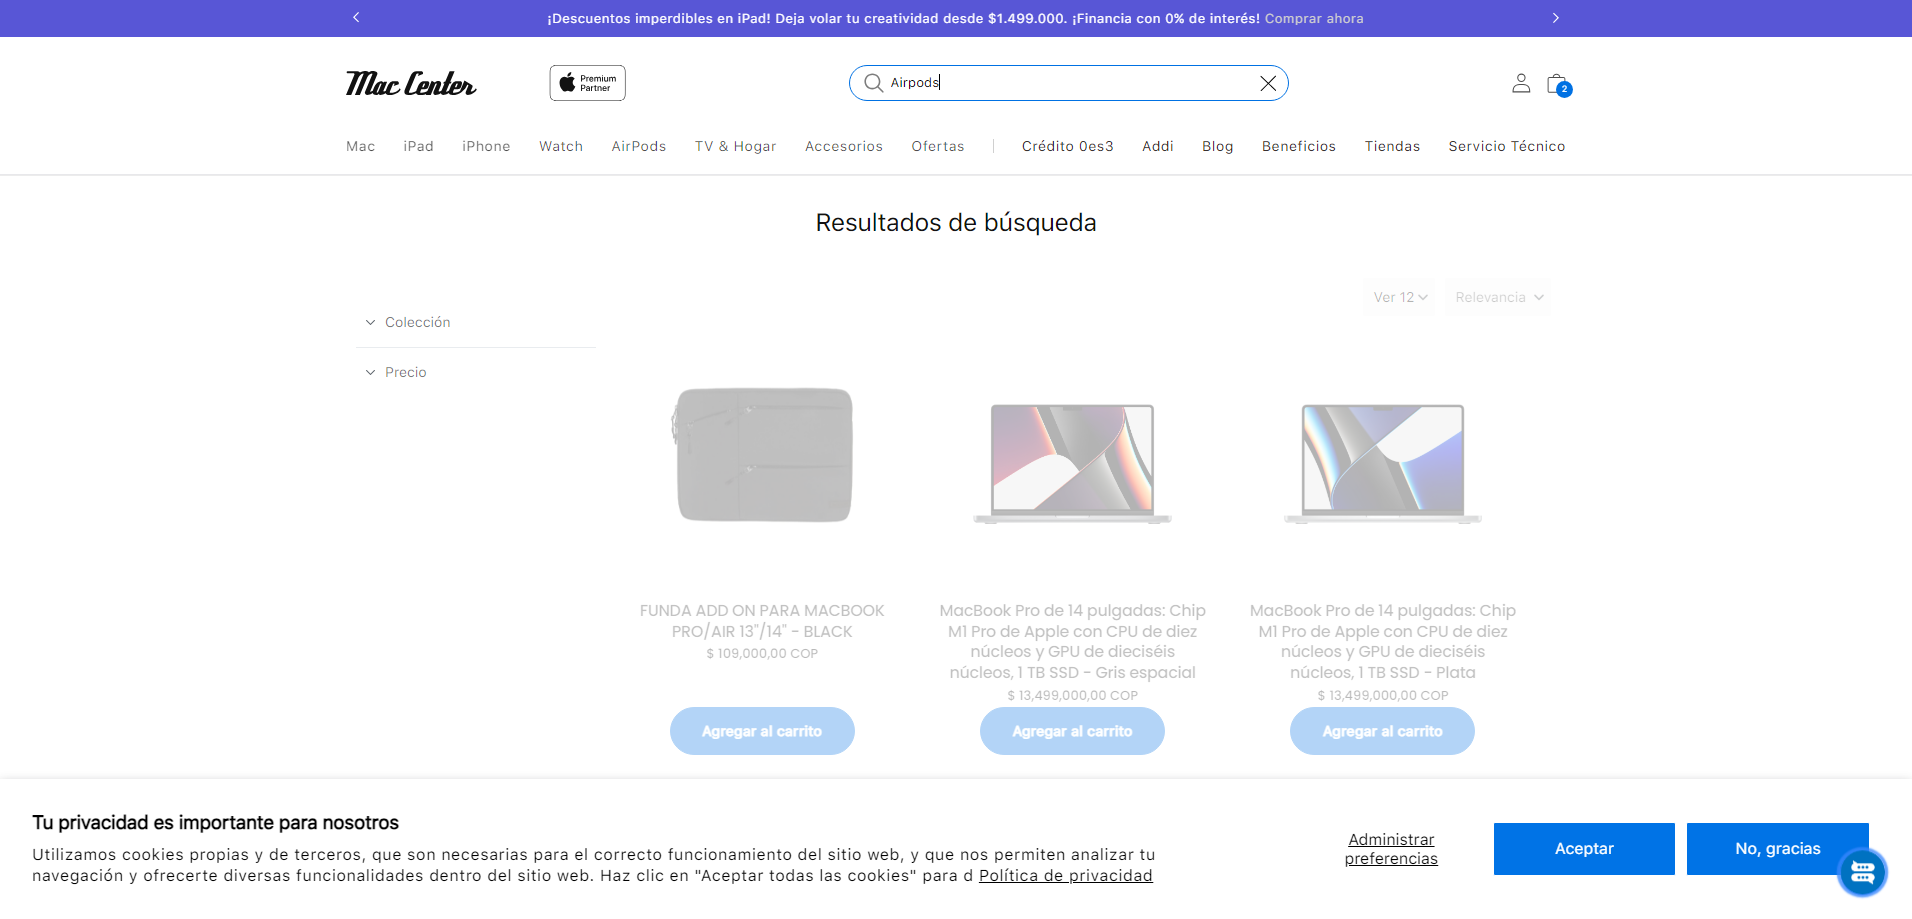 ¡Descuentos imperdibles en iPad! Deja volar tu creatividad desde $1.499.000. ¡Financia con 0% de interés! Comprar ahora
Mac Center
Premium
Partner
Airpods
2
Mac iPad iPhone Watch AirPods TV & Hogar Accesorios Ofertas Crédito 0es3 Addi Blog Beneficios Tiendas Servicio Técnico
Resultados de búsqueda
Ver 12 Relevancia
Colección
Precio
FUNDA ADD ON PARA MACBOOK
PRO/AIR 13"/14" - BLACK
$ 109,000,00 COP
Agregar al carrito
MacBook Pro de 14 pulgadas: Chip
M1 Pro de Apple con CPU de diez
núcleos y GPU de dieciséis
núcleos, 1 TB SSD - Gris espacial
$ 13,499,000,00 COP
Agregar al carrito
MacBook Pro de 14 pulgadas: Chip
M1 Pro de Apple con CPU de diez
núcleos y GPU de dieciséis
núcleos, 1 TB SSD - Plata
$ 13,499,000,00 COP
Agregar al carrito
Tu privacidad es importante para nosotros
Utilizamos cookies propias y de terceros, que son necesarias para el correcto funcionamiento del sitio web, y que nos permiten analizar tu
navegación y ofrecerte diversas funcionalidades dentro del sitio web. Haz clic en "Aceptar todas las cookies" para d Política de privacidad
Administrar
preferencias
Aceptar
No, gracias